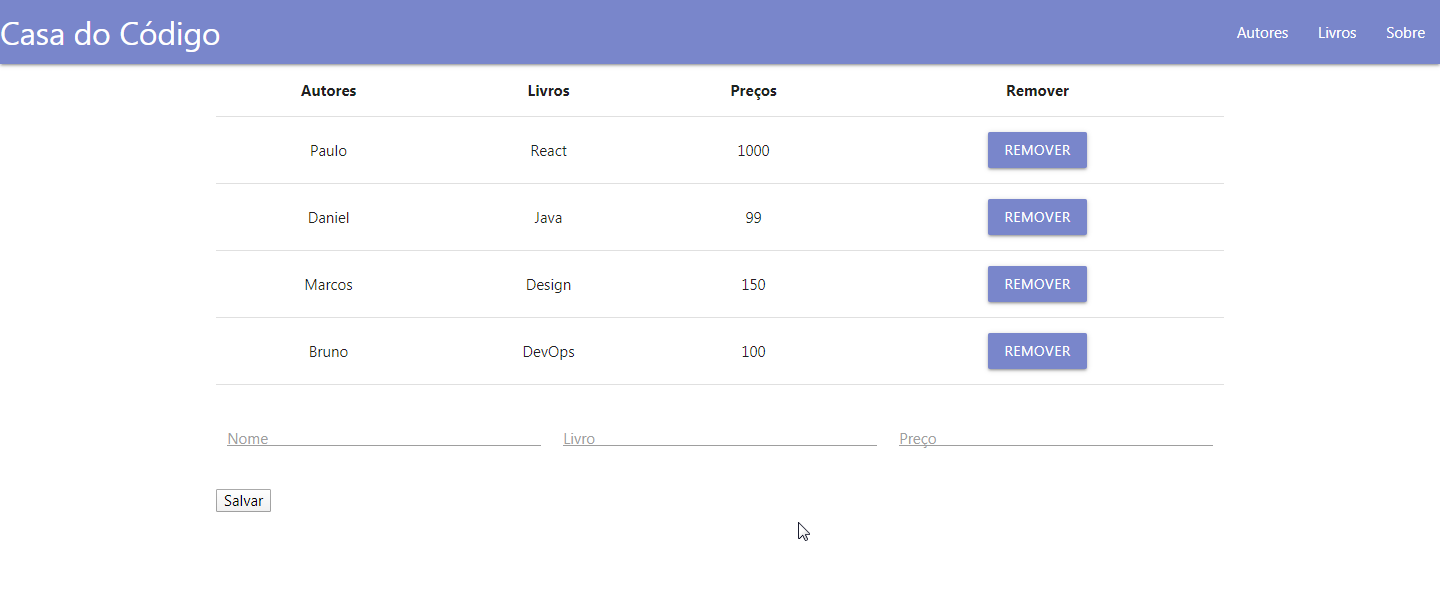 Casa do Código Autores Livros Sobre
Autores Livros Preços Remover
Paulo React 1000 REMOVER
Daniel Java 99 REMOVER
Marcos Design 150 REMOVER
Bruno DevOps 100 REMOVER
Nome Livro Preço
Salvar